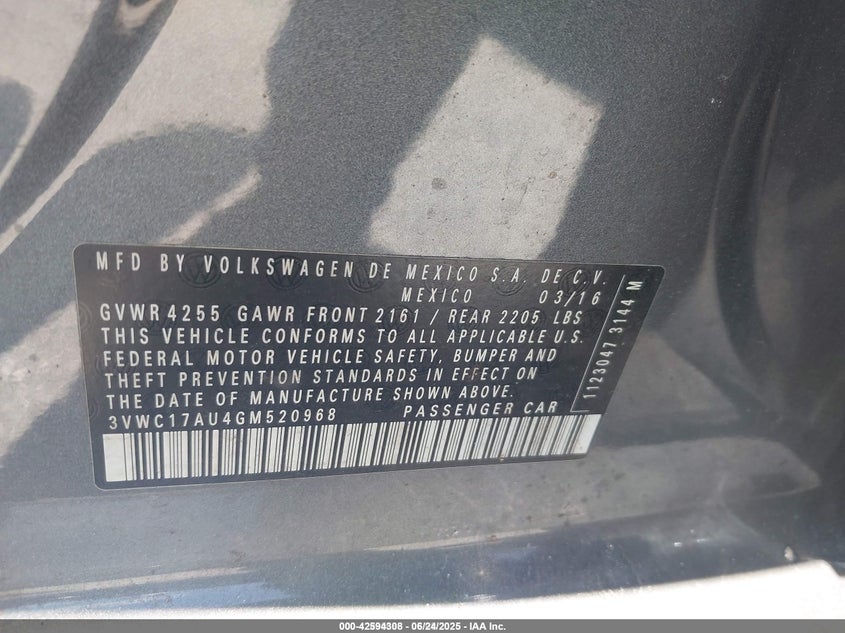 MFD BY VOLKSWAGEN DE MEXICO S.A. DE C.V.
MEXICO 03/16
GVWR 4255 GAWR FRONT 2161 / REAR 2205 LBS
THIS VEHICLE CONFORMS TO ALL APPLICABLE U.S.
FEDERAL MOTOR VEHICLE SAFETY, BUMPER AND
THEFT PREVENTION STANDARDS IN EFFECT ON
THE DATE OF MANUFACTURE SHOWN ABOVE.
3VWC17AU4GM520968 PASSENGER CAR
1123047 3144 M
000-42594308 - 06/24/2025 - IAA Inc.